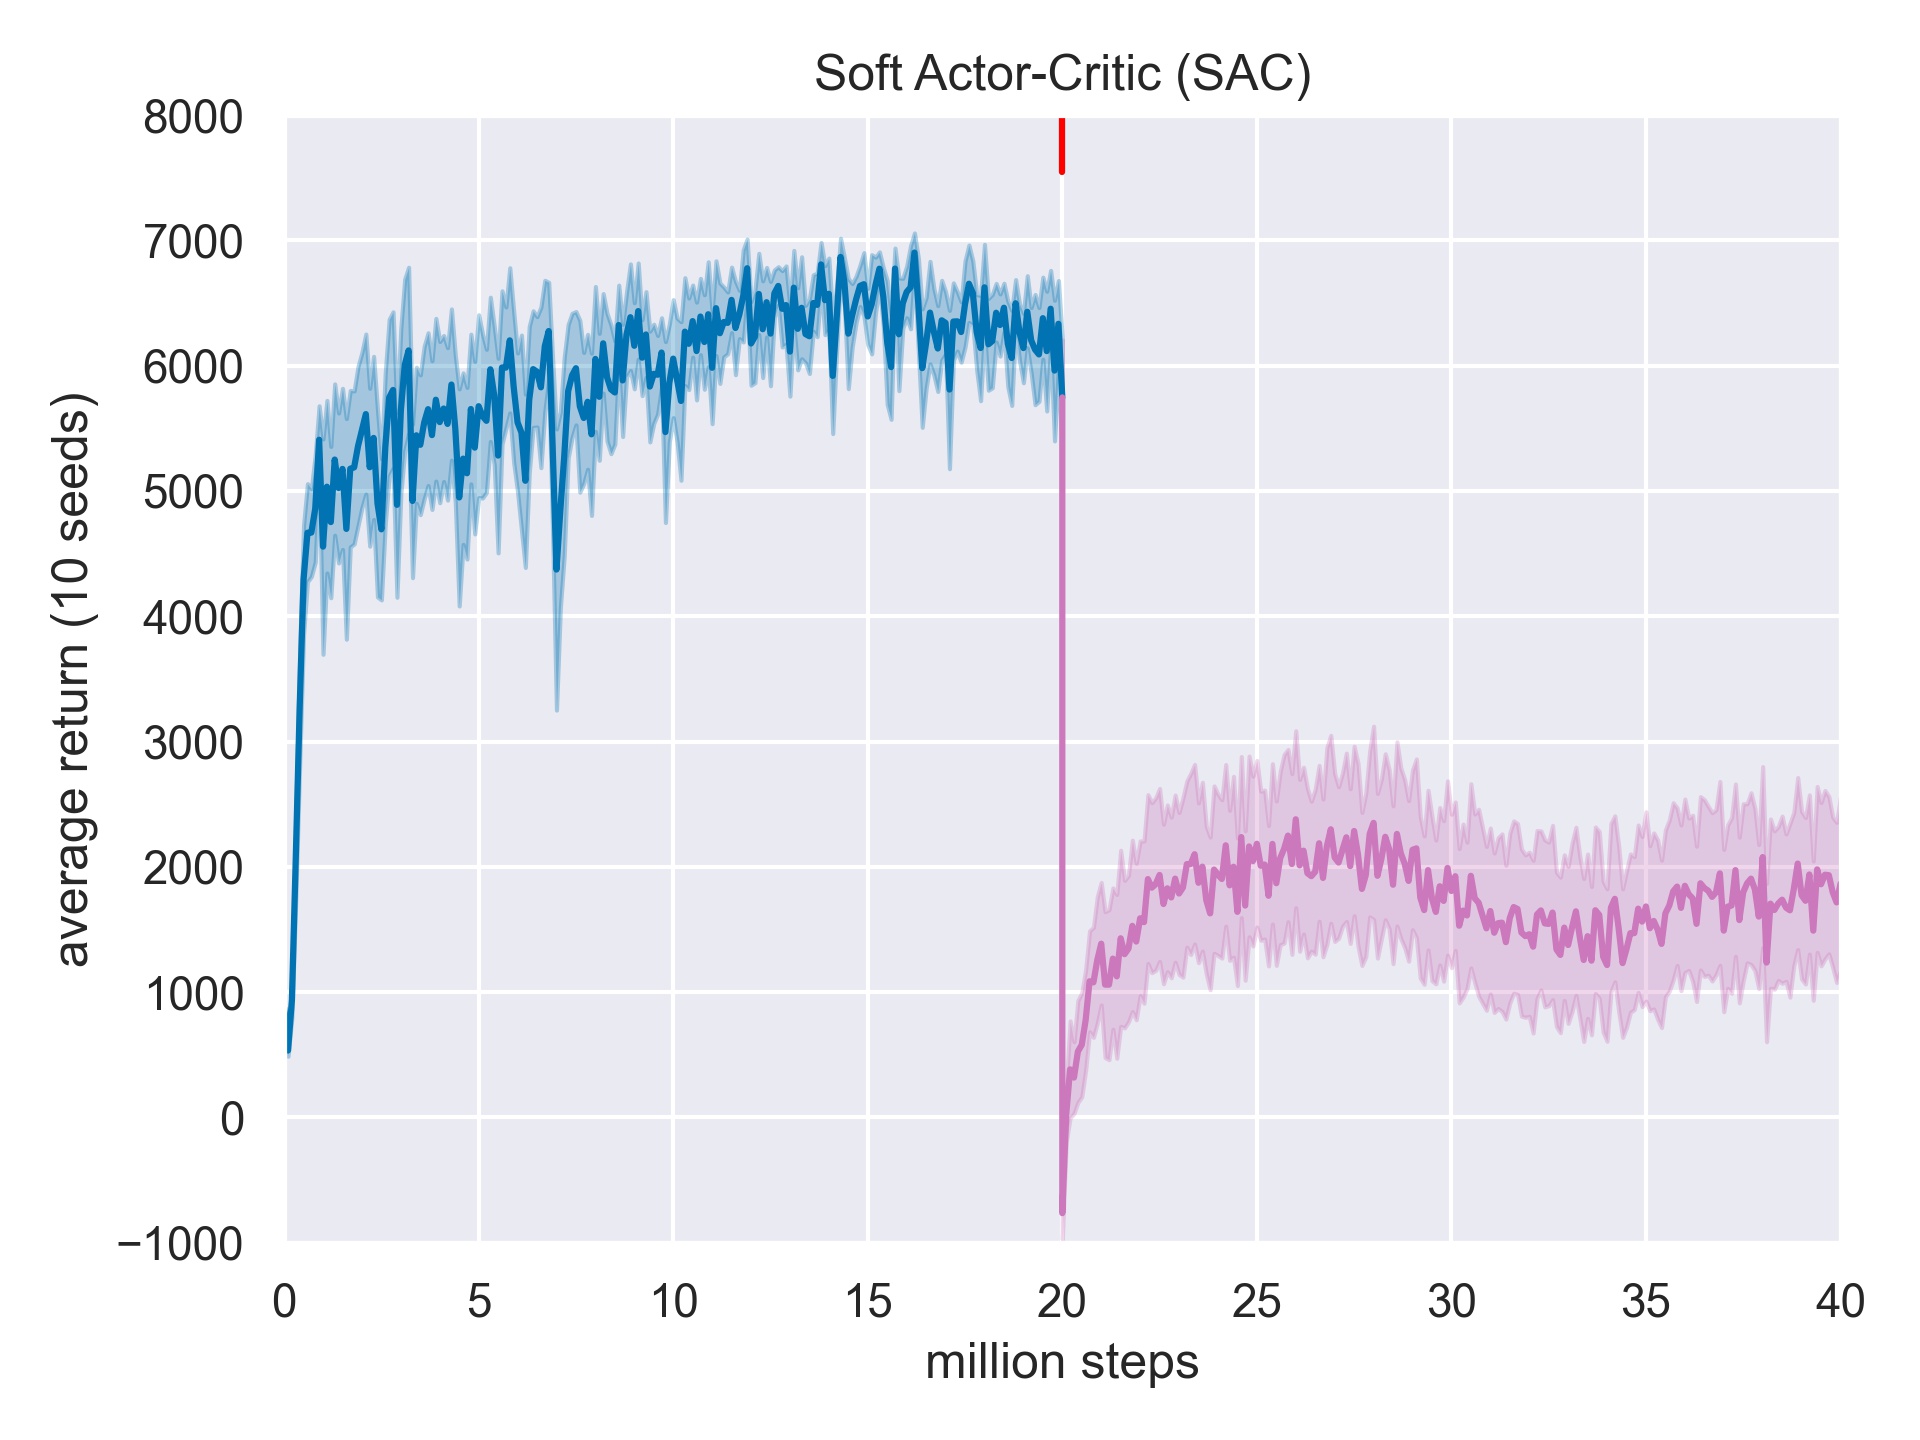 Soft Actor-Critic (SAC)
8000
7000
6000
5000
4000
3000
2000
1000
0
−1000
average return (10 seeds)
0 5 10 15 20 25 30 35 40
million steps